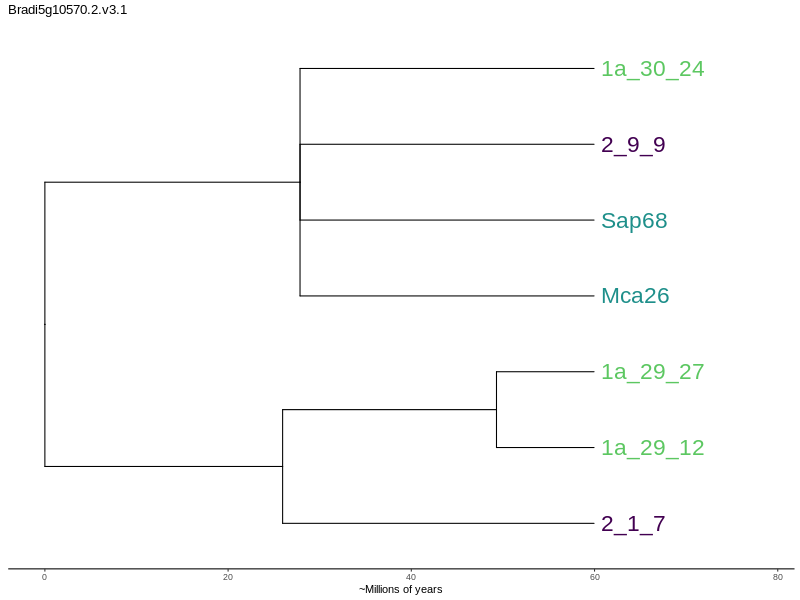 Bradi5g10570.2.v3.1
1a_30_24
2_9_9
Sap68
Mca26
1a_29_27
1a_29_12
2_1_7
0 20 40 60 80
~Millions of years